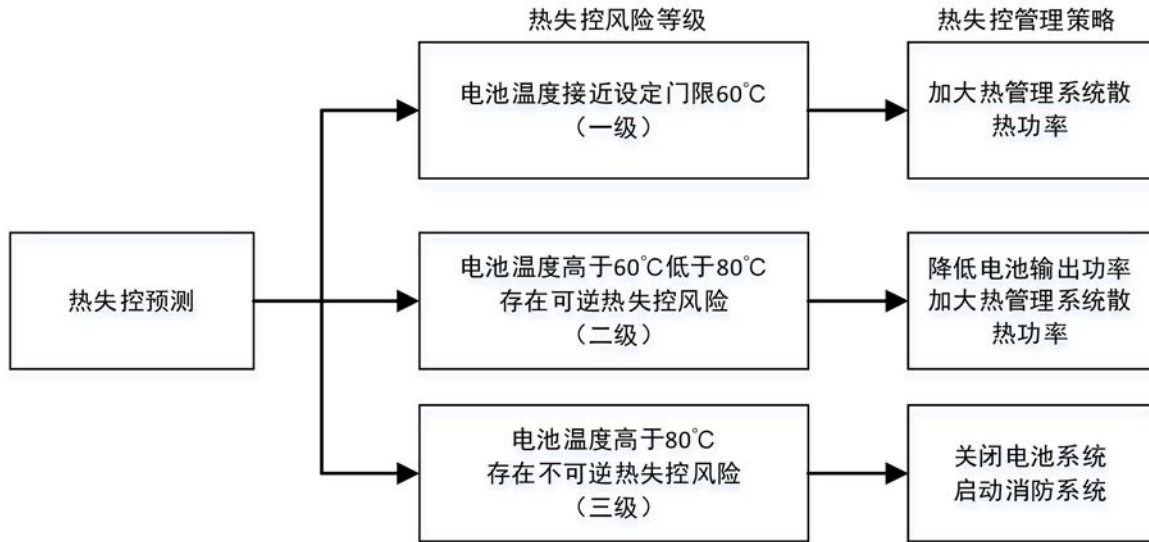 热失控风险等级
热失控管理策略
电池温度接近设定门限60℃
（一级）
加大热管理系统散
热功率
热失控预测
电池温度高于60℃低于80℃
存在可逆热失控风险
（二级）
降低电池输出功率
加大热管理系统散
热功率
电池温度高于80℃
存在不可逆热失控风险
（三级）
关闭电池系统
启动消防系统